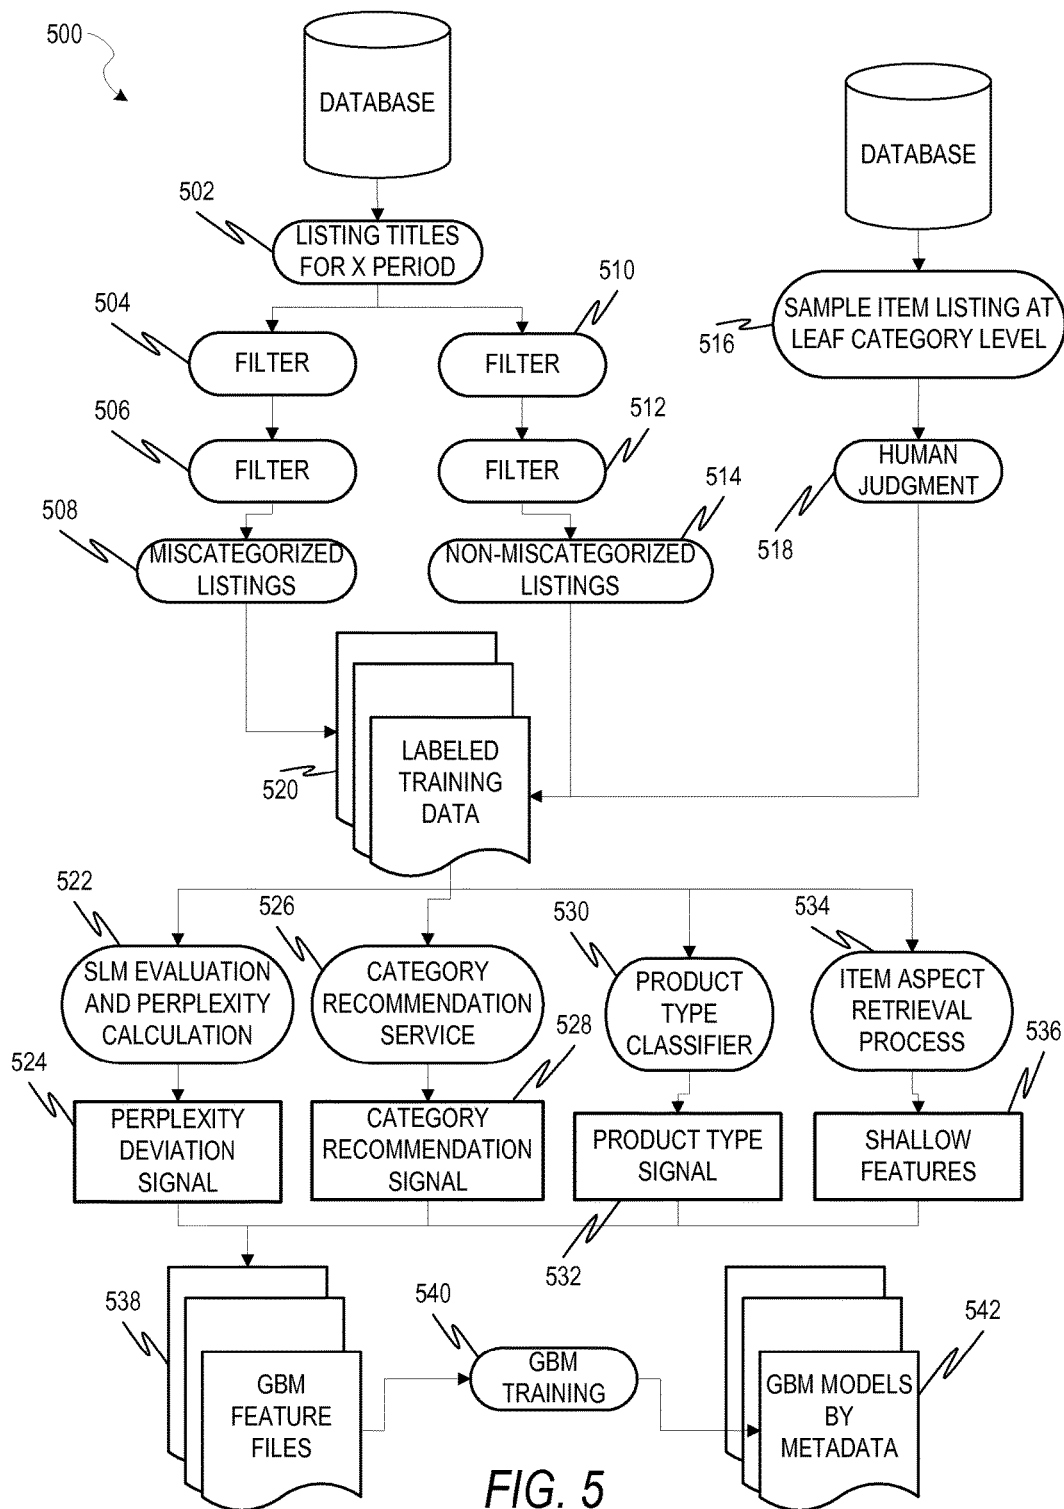 500
DATABASE
DATABASE
502
LISTING TITLES
FOR X PERIOD
504
510
FILTER
FILTER
516
SAMPLE ITEM LISTING AT
LEAF CATEGORY LEVEL
506
512
FILTER
FILTER
HUMAN
JUDGMENT
518
508
514
MISCATEGORIZED
LISTINGS
NON-MISCATEGORIZED
LISTINGS
520
LABELED
TRAINING
DATA
522
526
530
534
SLM EVALUATION
AND PERPLEXITY
CALCULATION
CATEGORY
RECOMMENDATION
SERVICE
PRODUCT
TYPE
CLASSIFIER
ITEM ASPECT
RETRIEVAL
PROCESS
524
528
536
PERPLEXITY
DEVIATION
SIGNAL
CATEGORY
RECOMMENDATION
SIGNAL
PRODUCT TYPE
SIGNAL
SHALLOW
FEATURES
532
538
540
542
GBM
FEATURE
FILES
GBM
TRAINING
GBM MODELS
BY
METADATA
FIG. 5